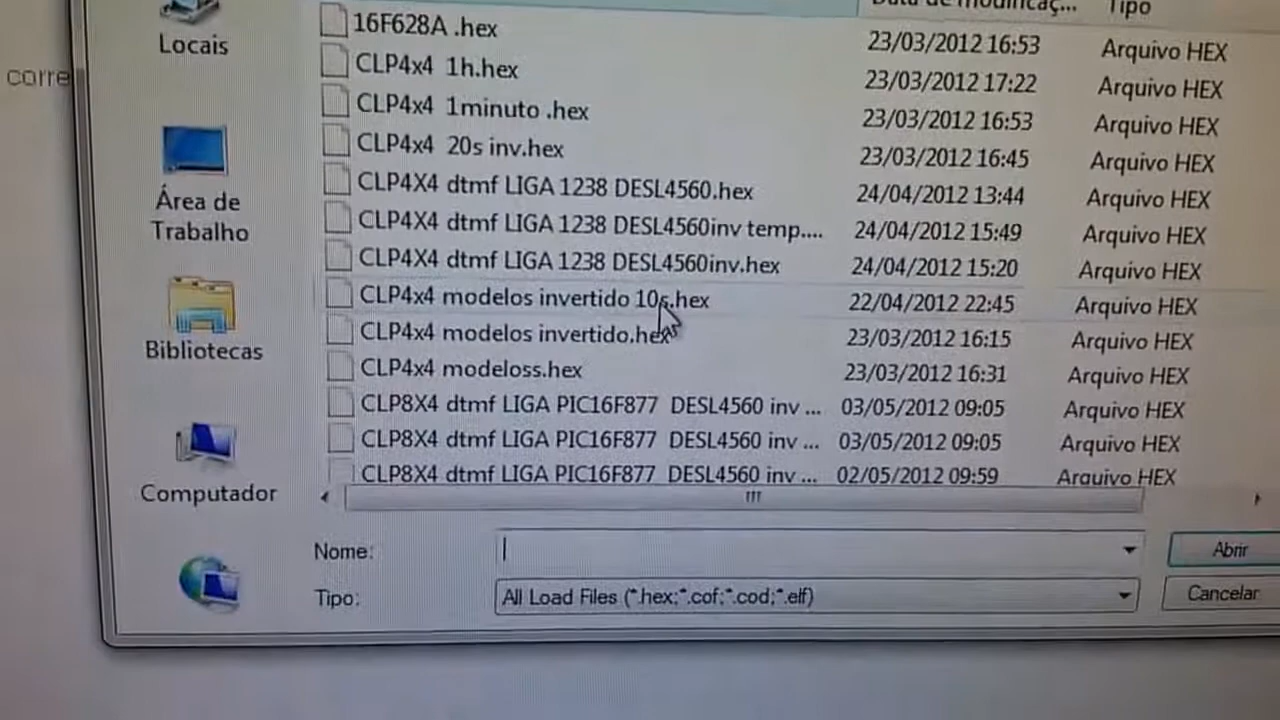 Data de modificaç... Tipo
16F628A .hex 23/03/2012 16:53 Arquivo HEX
CLP4x4 1h.hex 23/03/2012 17:22 Arquivo HEX
CLP4x4 1minuto .hex 23/03/2012 16:53 Arquivo HEX
CLP4x4 20s inv.hex 23/03/2012 16:45 Arquivo HEX
CLP4X4 dtmf LIGA 1238 DESL4560.hex 24/04/2012 13:44 Arquivo HEX
CLP4X4 dtmf LIGA 1238 DESL4560inv temp.... 24/04/2012 15:49 Arquivo HEX
CLP4X4 dtmf LIGA 1238 DESL4560inv.hex 24/04/2012 15:20 Arquivo HEX
CLP4x4 modelos invertido 10s.hex 22/04/2012 22:45 Arquivo HEX
CLP4x4 modelos invertido.hex 23/03/2012 16:15 Arquivo HEX
CLP4x4 modeloss.hex 23/03/2012 16:31 Arquivo HEX
CLP8X4 dtmf LIGA PIC16F877 DESL4560 inv ... 03/05/2012 09:05 Arquivo HEX
CLP8X4 dtmf LIGA PIC16F877 DESL4560 inv ... 03/05/2012 09:05 Arquivo HEX
CLP8X4 dtmf LIGA PIC16F877 DESL4560 inv ... 02/05/2012 09:59 Arquivo HEX
Locais
corre
Área de
Trabalho
Bibliotecas
Computador
Nome: Abrir
Tipo: All Load Files (*.hex;*.cof;*.cod;*.elf) Cancelar